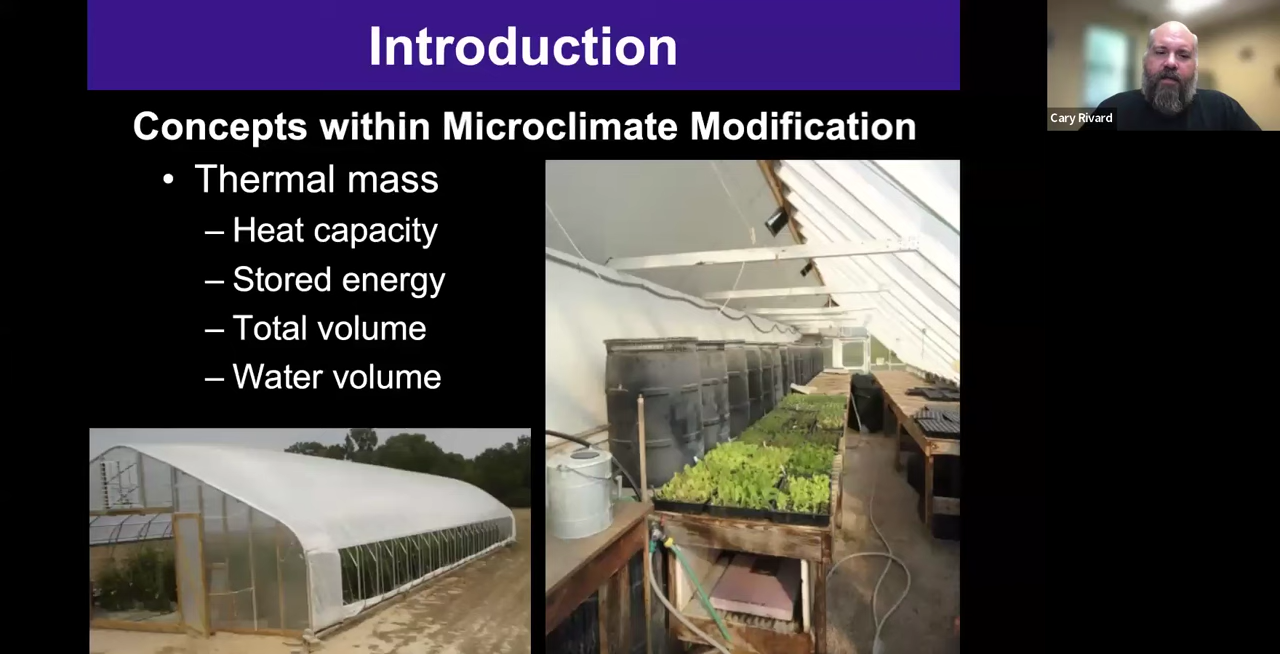 Introduction
Concepts within Microclimate Modification
• Thermal mass
– Heat capacity
– Stored energy
– Total volume
– Water volume
Cary Rivard